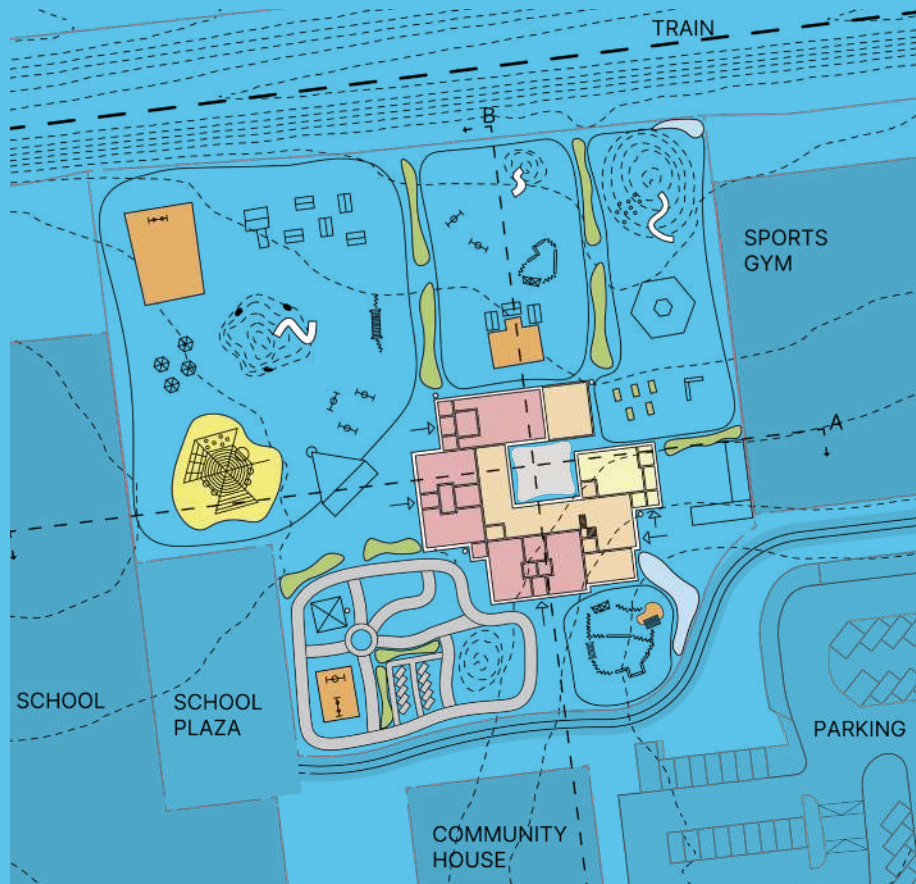 TRAIN
B
SPORTS
GYM
A
SCHOOL
SCHOOL
PLAZA
PARKING
COMMUNITY
HOUSE